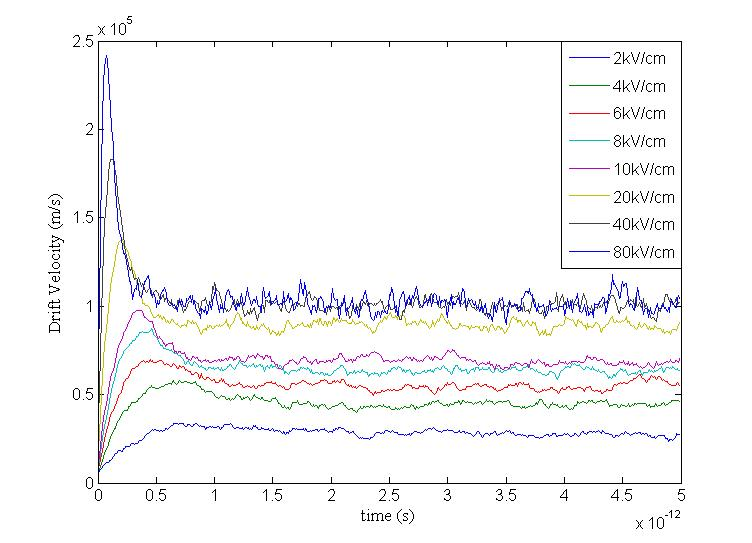 x 10^5
2.5
2
1.5
1
0.5
0
Drift Velocity (m/s)
2kV/cm
4kV/cm
6kV/cm
8kV/cm
10kV/cm
20kV/cm
40kV/cm
80kV/cm
0 0.5 1 1.5 2 2.5 3 3.5 4 4.5 5
time (s)
x 10^-12